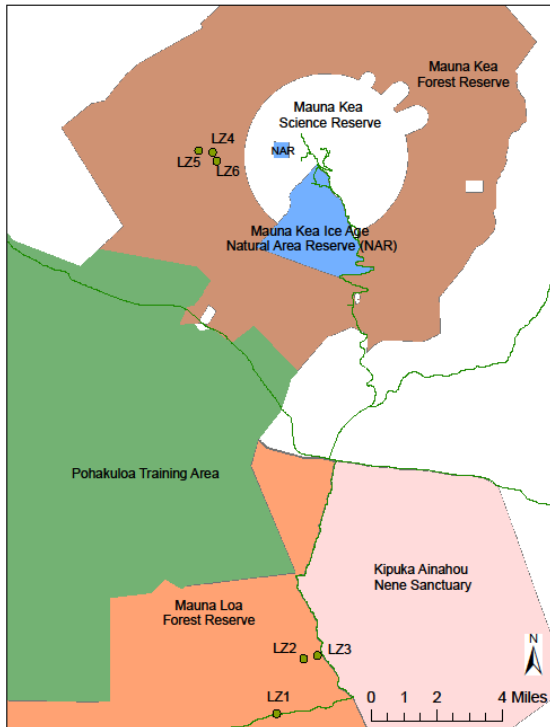 Mauna Kea
Forest Reserve
Mauna Kea
Science Reserve
LZ4
NAR
LZ5
LZ6
Mauna Kea Ice Age
Natural Area Reserve (NAR)
Pohakuloa Training Area
Kipuka Ainahou
Nene Sanctuary
Mauna Loa
Forest Reserve
LZ2
LZ3
N
LZ1
0 2 4 Miles